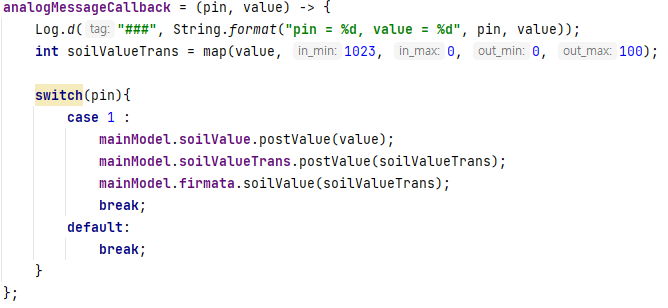 analogMessageCallback = (pin, value) -> {
Log.d( tag: "###", String.format("pin = %d, value = %d", pin, value));
int soilValueTrans = map(value, in_min: 1023, in_max: 0, out_min: 0, out_max: 100);
switch(pin){
case 1 :
mainModel.soilValue.postValue(value);
mainModel.soilValueTrans.postValue(soilValueTrans);
mainModel.firmata.soilValue(soilValueTrans);
break;
default:
break;
}
};